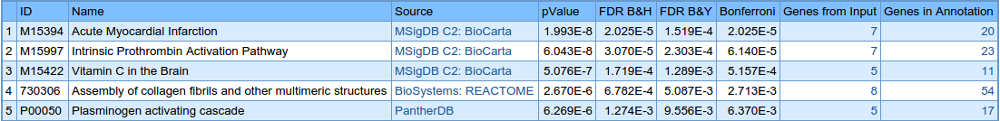 ID Name Source pValue FDR B&H FDR B&Y Bonferroni Genes from Input Genes in Annotation
1 M15394 Acute Myocardial Infarction MSigDB C2: BioCarta 1.993E-8 2.025E-5 1.519E-4 2.025E-5 7 20
2 M15997 Intrinsic Prothrombin Activation Pathway MSigDB C2: BioCarta 6.043E-8 3.070E-5 2.303E-4 6.140E-5 7 23
3 M15422 Vitamin C in the Brain MSigDB C2: BioCarta 5.076E-7 1.719E-4 1.289E-3 5.157E-4 5 11
4 730306 Assembly of collagen fibrils and other multimeric structures BioSystems: REACTOME 2.670E-6 6.782E-4 5.087E-3 2.713E-3 8 54
5 P00050 Plasminogen activating cascade PantherDB 6.269E-6 1.274E-3 9.556E-3 6.370E-3 5 17